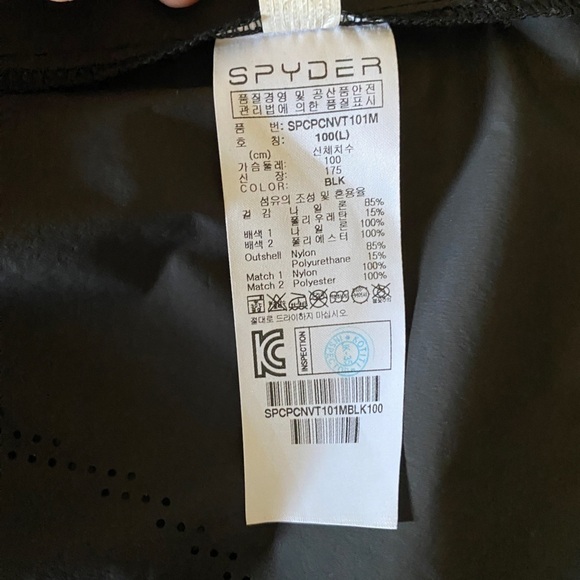 SPYDER
품질경영 및 공산품안전
관리법에 의한 품질표시
품 번: SPCPCNVT101M
호 칭: 100(L)
(cm) 신체치수
가슴둘레: 100
신 장: 175
COLOR: BLK
섬유의 조성 및 혼용율
겉 감 나 일 론 85%
폴리우레탄 15%
배색 1 나 일 론 100%
배색 2 폴리에스터 100%
Outshell Nylon 85%
Polyurethane 15%
Match 1 Nylon 100%
Match 2 Polyester 100%
절대로 드라이하지 마십시오.
INSPECTION
SPCPCNVT101MBLK100